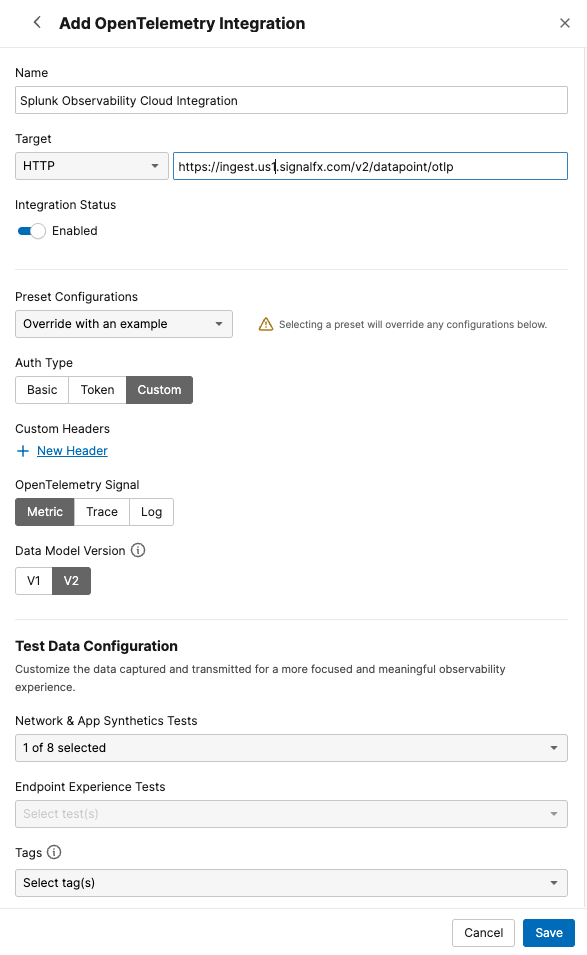 Add OpenTelemetry Integration
Name
Splunk Observability Cloud Integration
Target
HTTP
https://ingest.us1.signalfx.com/v2/datapoint/otlp
Integration Status
Enabled
Preset Configurations
Override with an example
Selecting a preset will override any configurations below.
Auth Type
Basic Token Custom
Custom Headers
New Header
OpenTelemetry Signal
Metric Trace Log
Data Model Version
V1 V2
Test Data Configuration
Customize the data captured and transmitted for a more focused and meaningful observability
experience.
Network & App Synthetics Tests
1 of 8 selected
Endpoint Experience Tests
Select test(s)
Tags
Select tag(s)
Cancel Save